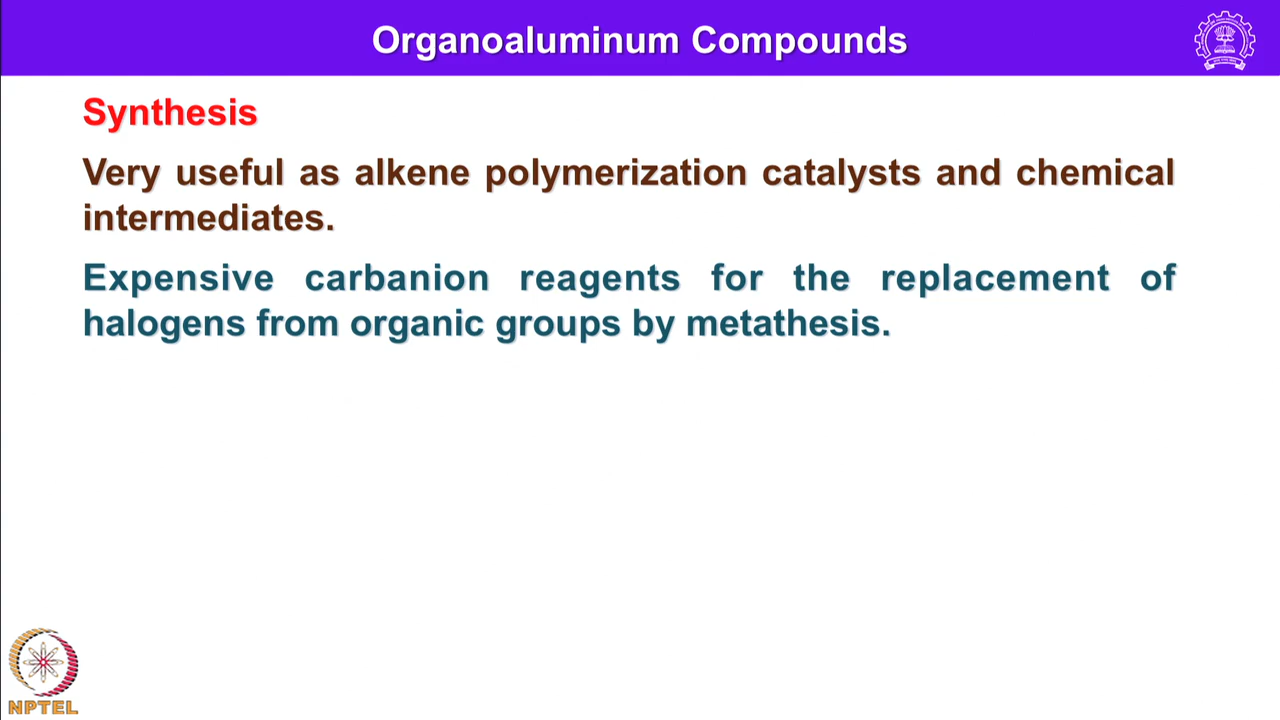 Organoaluminum Compounds
Synthesis
Very useful as alkene polymerization catalysts and chemical
intermediates.
Expensive carbanion reagents for the replacement of
halogens from organic groups by metathesis.
NPTEL